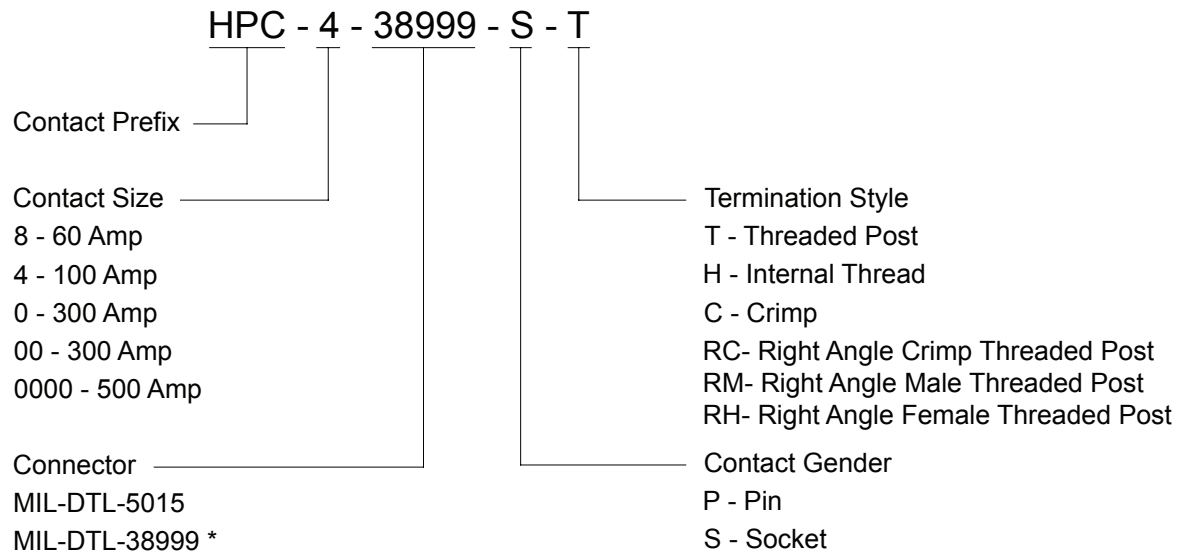 HPC - 4 - 38999 - S - T
Contact Prefix
Contact Size
8 - 60 Amp
4 - 100 Amp
0 - 300 Amp
00 - 300 Amp
0000 - 500 Amp
Connector
MIL-DTL-5015
MIL-DTL-38999 *
Termination Style
T - Threaded Post
H - Internal Thread
C - Crimp
RC- Right Angle Crimp Threaded Post
RM- Right Angle Male Threaded Post
RH- Right Angle Female Threaded Post
Contact Gender
P - Pin
S - Socket